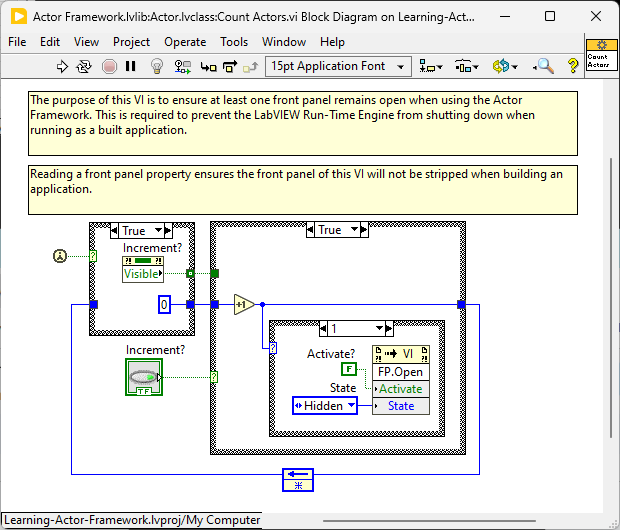 Actor Framework.lvlib:Actor.lvclass:Count Actors.vi Block Diagram on Learning-Act...
File Edit View Project Operate Tools Window Help
15pt Application Font
Count
Actors
The purpose of this VI is to ensure at least one front panel remains open when using the Actor
Framework. This is required to prevent the LabVIEW Run-Time Engine from shutting down when
running as a built application.
Reading a front panel property ensures the front panel of this VI will not be stripped when building an
application.
True
True
Increment?
Visible
0
+1
1
Increment?
TF
Activate?
F
VI
FP.Open
Activate
State
Hidden
State
Learning-Actor-Framework.lvproj/My Computer